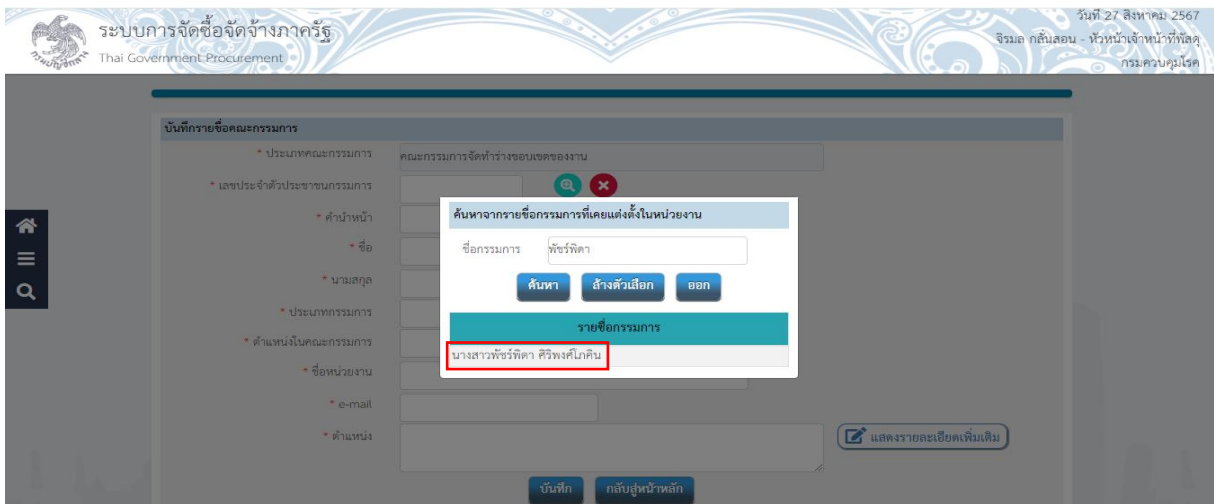 ระบบการจัดซื้อจัดจ้างภาครัฐ
Thai Government Procurement
วันที่ 27 สิงหาคม 2567
จิรมล กลั่นสอน - หัวหน้าเจ้าหน้าที่พัสดุ
กรมควบคุมโรค
กรมบัญชีกลาง
บันทึกรายชื่อคณะกรรมการ
* ประเภทคณะกรรมการ คณะกรรมการจัดทำร่างขอบเขตของงาน
* เลขประจำตัวประชาชนกรรมการ
* คำนำหน้า
* ชื่อ
* นามสกุล
* ประเภทกรรมการ
* ตำแหน่งในคณะกรรมการ
* ชื่อหน่วยงาน
* e-mail
* ตำแหน่ง
แสดงรายละเอียดเพิ่มเติม
บันทึก กลับสู่หน้าหลัก
ค้นหาจากรายชื่อกรรมการที่เคยแต่งตั้งในหน่วยงาน
ชื่อกรรมการ พัชร์พิดา
ค้นหา ล้างตัวเลือก ออก
รายชื่อกรรมการ
นางสาวพัชร์พิดา ศิริพงศ์โภคิน